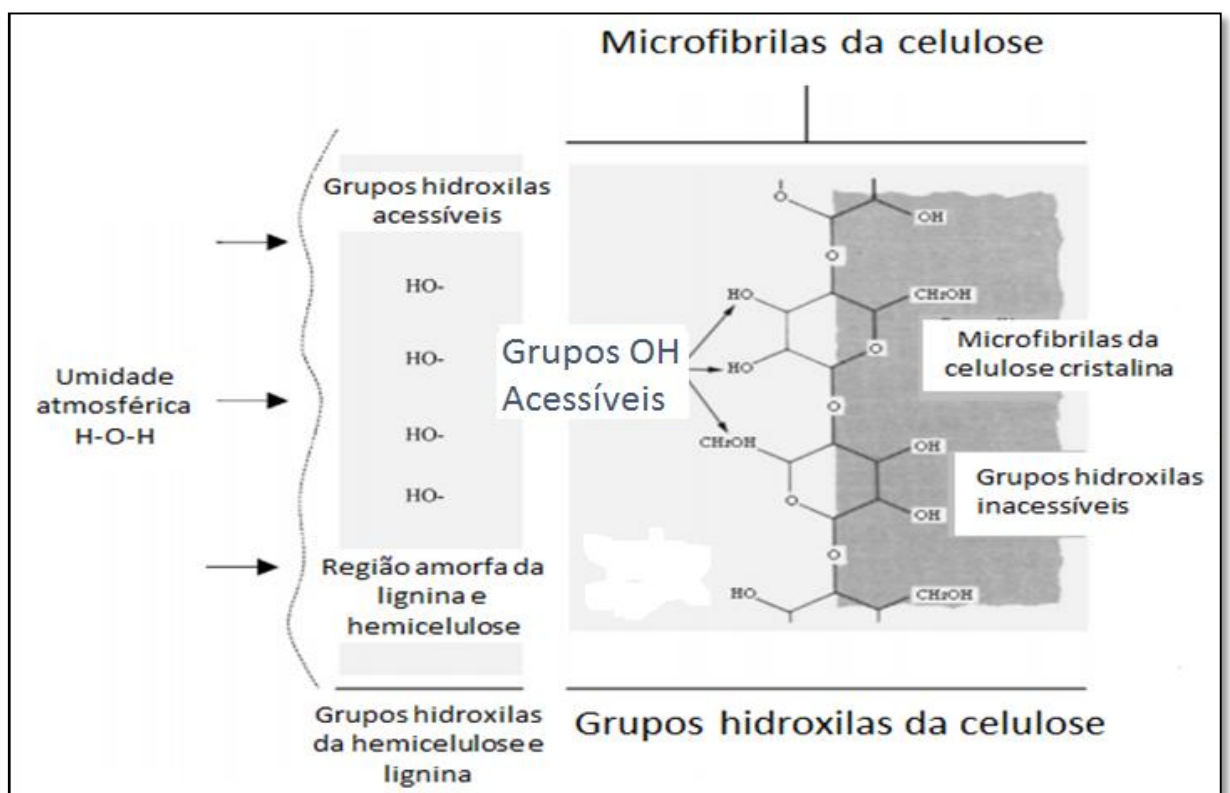 Microfibrilas da celulose
Grupos hidroxilas
acessíveis
HO-
HO-
HO-
HO-
Umidade
atmosférica
H-O-H
Região amorfa da
lignina e
hemicelulose
Grupos hidroxilas
da hemicelulose e
lignina
Grupos OH
Acessíveis
O
OH
O
HO
CH₂OH
HO
O
O
CH₂OH
OH
O
OH
O
HO
CH₂OH
Microfibrilas da
celulose cristalina
Grupos hidroxilas
inacessíveis
Grupos hidroxilas da celulose